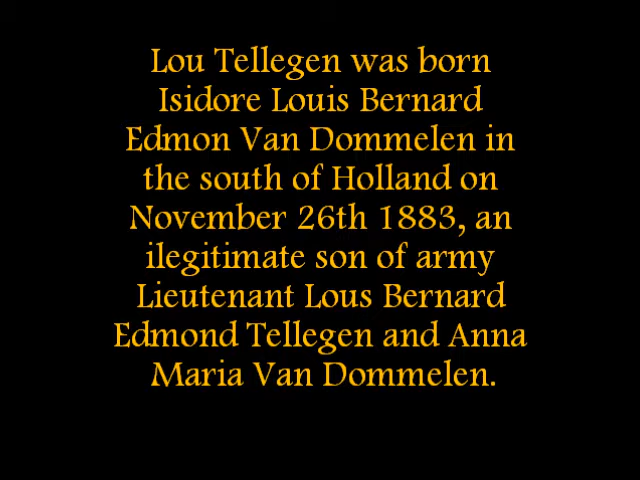 Lou Tellegen was born
Isidore Louis Bernard
Edmon Van Dommelen in
the south of Holland on
November 26th 1883, an
ilegitimate son of army
Lieutenant Lous Bernard
Edmond Tellegen and Anna
Maria Van Dommelen.